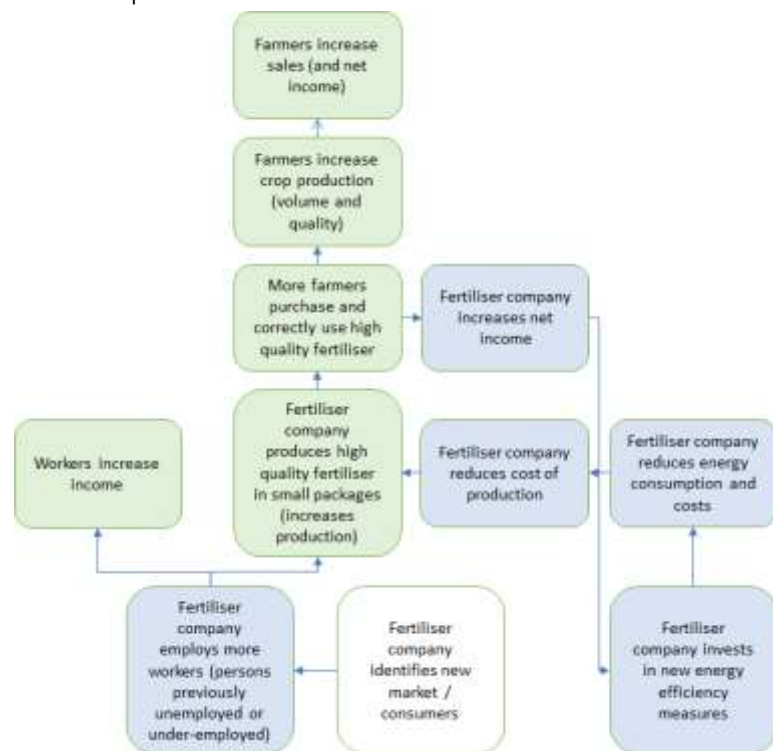 Farmers increase
sales (and net
income)
Farmers increase
crop production
(volume and
quality)
More farmers
purchase and
correctly use high
quality fertiliser
Fertiliser company
increases net
income
Fertiliser
company
produces high
quality fertiliser
in small packages
(increases
production)
Workers increase
income
Fertiliser company
reduces cost of
production
Fertiliser company
reduces energy
consumption and
costs
Fertiliser
company
employs more
workers (persons
previously
unemployed or
under-employed)
Fertiliser
company
identifies new
market /
consumers
Fertiliser
company invests
in new energy
efficiency
measures